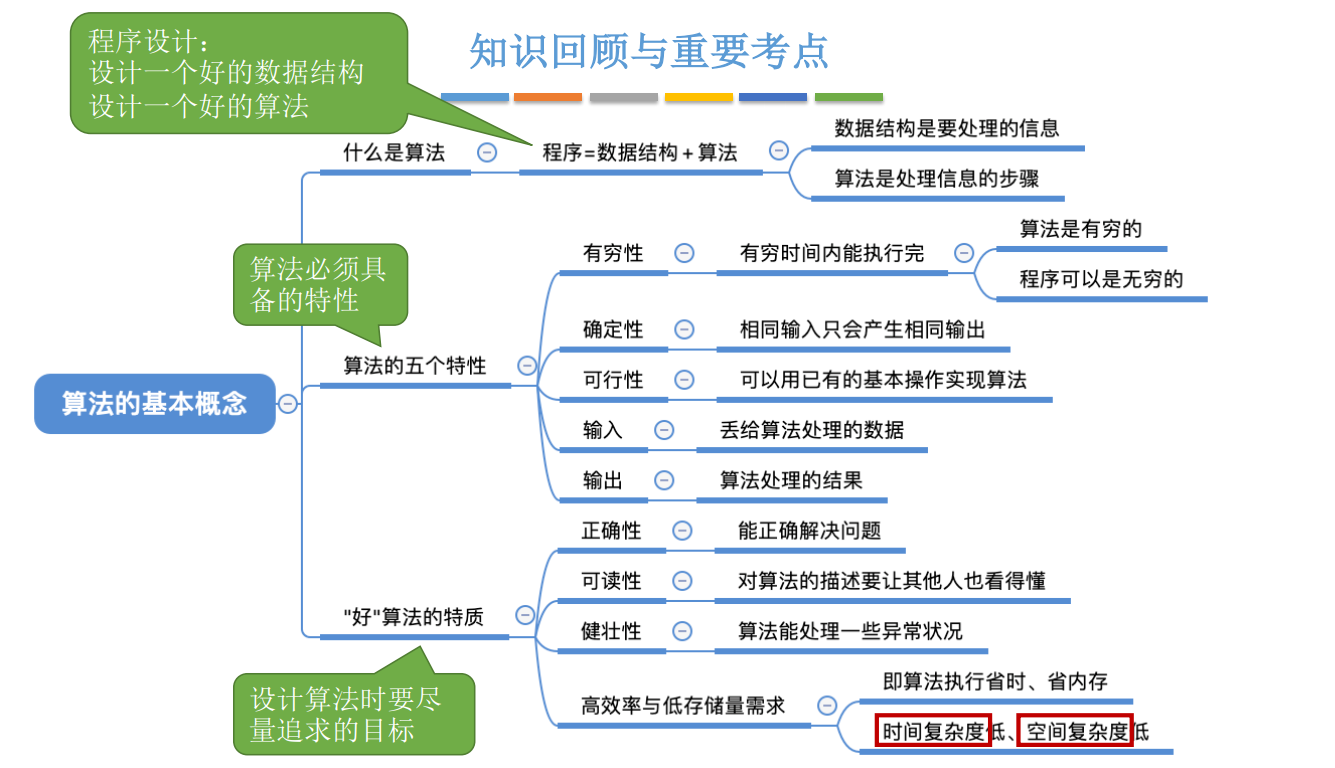 程序设计：
设计一个好的数据结构
设计一个好的算法
知识回顾与重要考点
什么是算法
程序=数据结构+算法
数据结构是要处理的信息
算法是处理信息的步骤
算法必须具
备的特性
算法的基本概念
算法的五个特性
有穷性
有穷时间内能执行完
算法是有穷的
程序可以是无穷的
确定性
相同输入只会产生相同输出
可行性
可以用已有的基本操作实现算法
输入
丢给算法处理的数据
输出
算法处理的结果
"好"算法的特质
正确性
能正确解决问题
可读性
对算法的描述要让其他人也看得懂
健壮性
算法能处理一些异常状况
高效率与低存储量需求
即算法执行省时、省内存
时间复杂度低、空间复杂度低
设计算法时要尽
量追求的目标